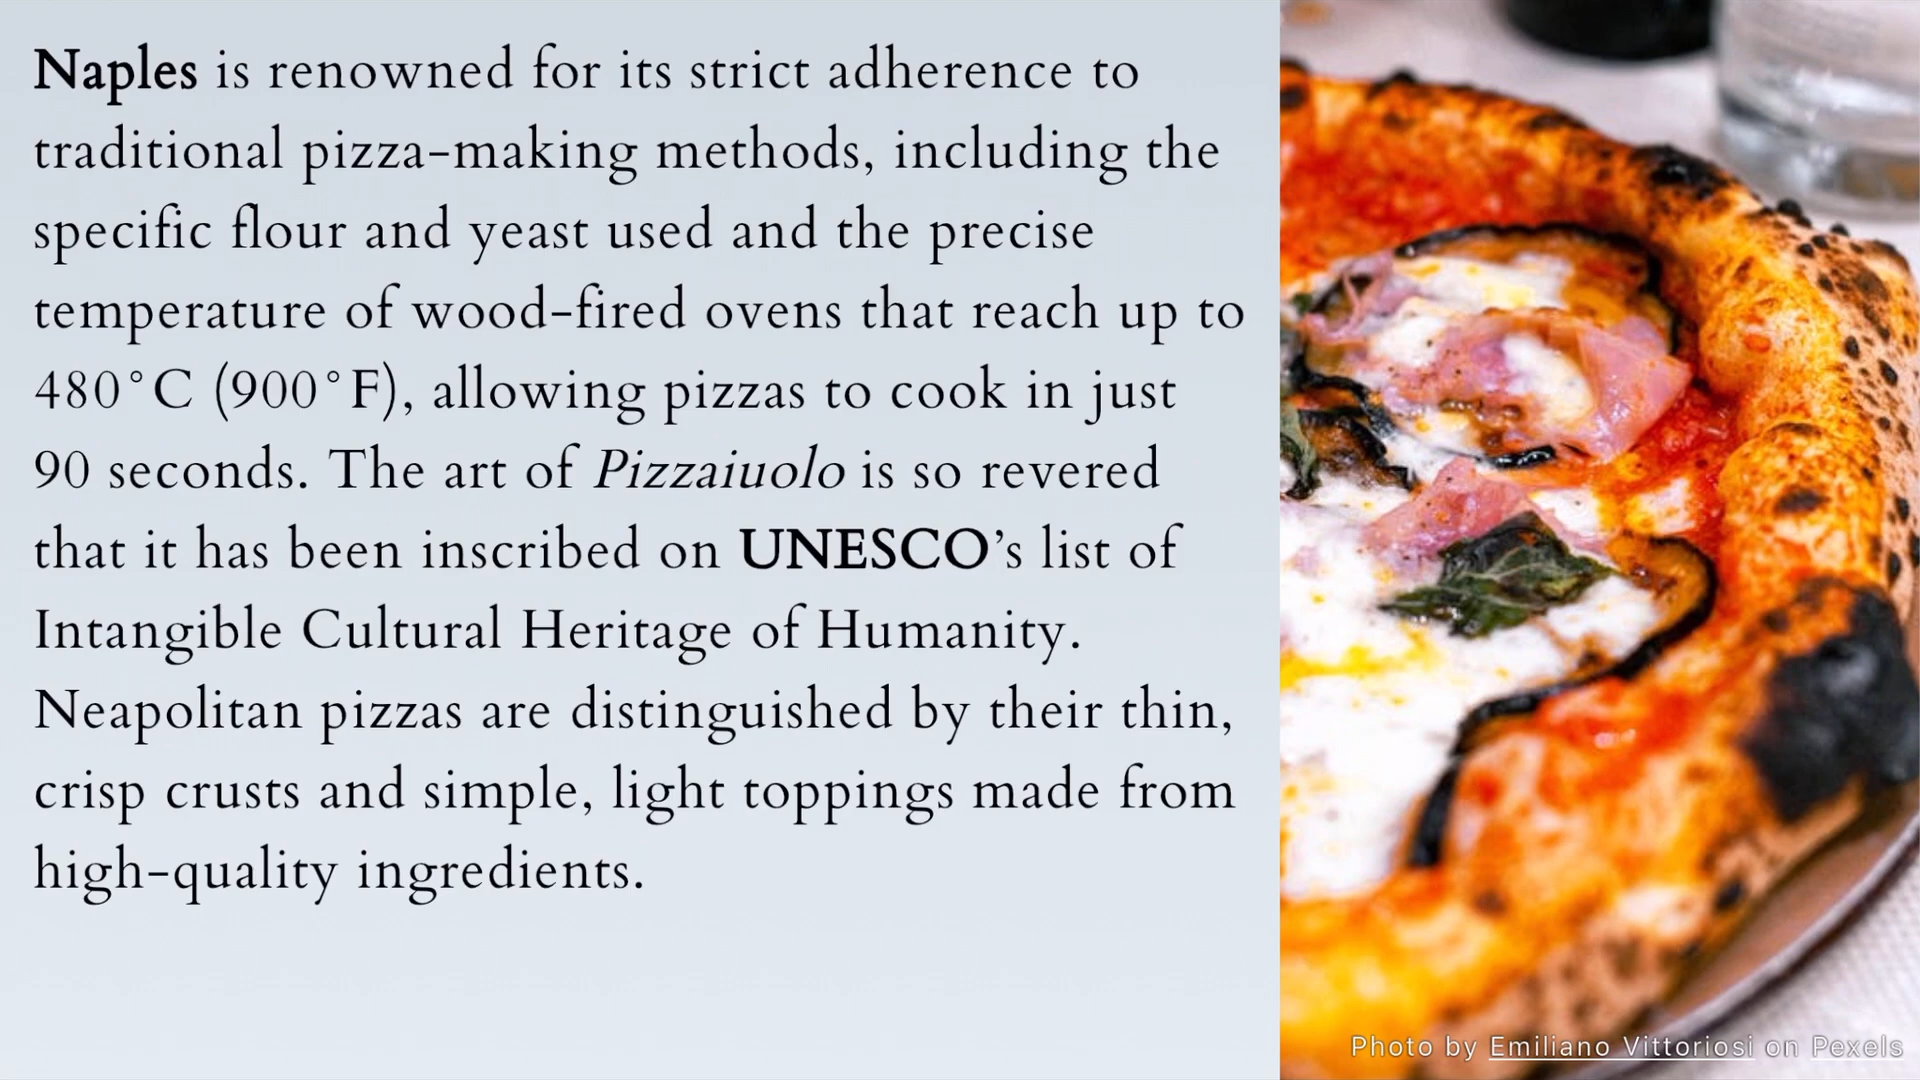 Naples is renowned for its strict adherence to
traditional pizza-making methods, including the
specific flour and yeast used and the precise
temperature of wood-fired ovens that reach up to
480°C (900°F), allowing pizzas to cook in just
90 seconds. The art of Pizzaiuolo is so revered
that it has been inscribed on UNESCO’s list of
Intangible Cultural Heritage of Humanity.
Neapolitan pizzas are distinguished by their thin,
crisp crusts and simple, light toppings made from
high-quality ingredients.
Photo by Emiliano Vittoriosi on Pexels